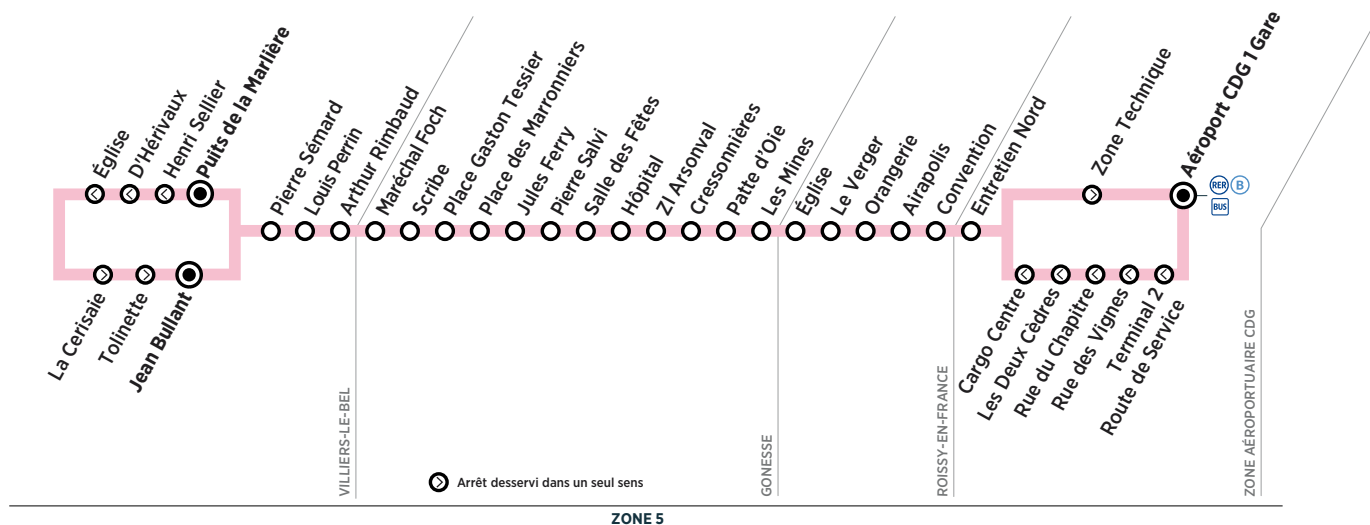 Église
D'Hérivaux
Henri Sellier
Puits de la Marlière
La Cerisaie
Tolinette
Jean Bullant
Pierre Sémard
Louis Perrin
Arthur Rimbaud
Maréchal Foch
Scribe
Place Gaston Tessier
Place des Marronniers
Jules Ferry
Pierre Salvi
Salle des Fêtes
Hôpital
ZI Arsonval
Cressonnières
Patte d'Oie
Les Mines
Église
Le Verger
Orangerie
Airapolis
Convention
Entretien Nord
Zone Technique
Aéroport CDG 1 Gare
RER B
BUS
Cargo Centre
Les Deux Cèdres
Rue du Chapitre
Rue des Vignes
Terminal 2
Route de Service
VILLIERS-LE-BEL
GONESSE
ROISSY-EN-FRANCE
ZONE AÉROPORTUAIRE CDG
Arrêt desservi dans un seul sens
ZONE 5